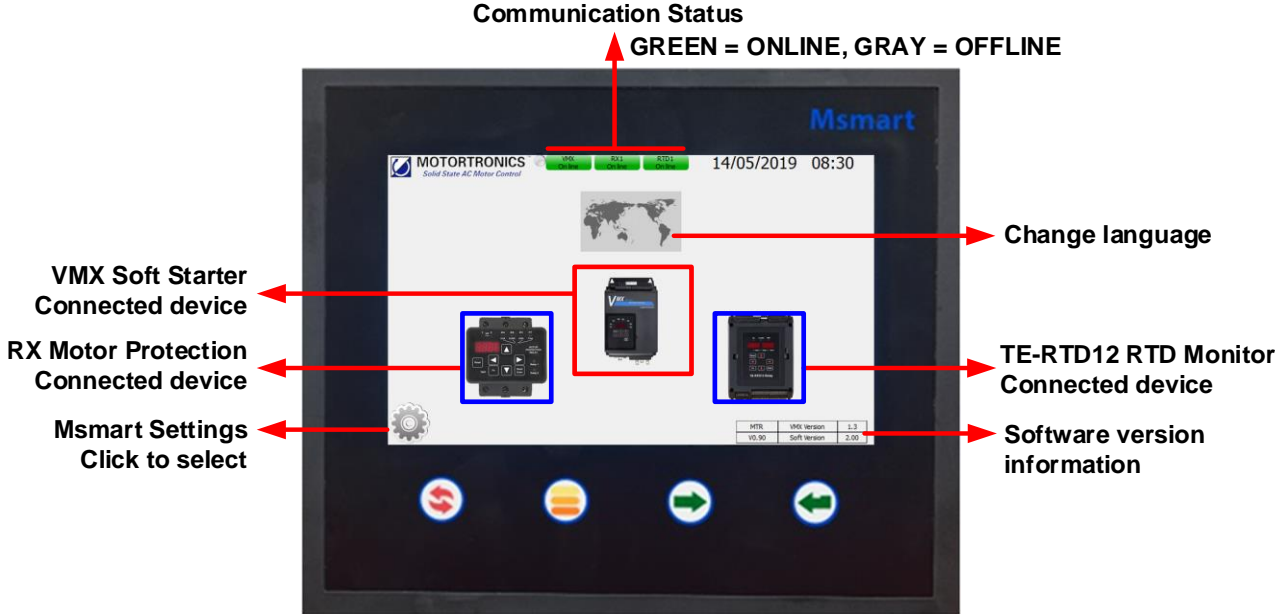 Communication Status
GREEN = ONLINE, GRAY = OFFLINE
Msmart
MOTORTRONICS
Solid State AC Motor Control
VMX
On line
RX1
On line
RTD1
On line
14/05/2019 08:30
Change language
VMX Soft Starter
Connected device
RX Motor Protection
Connected device
TE-RTD12 RTD Monitor
Connected device
Msmart Settings
Click to select
MTR VMX Version 1.3
V0.90 Soft Version 2.00
Software version
information